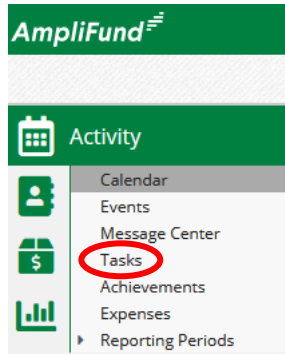 AmpliFund
Activity
Calendar
Events
Message Center
Tasks
Achievements
Expenses
Reporting Periods